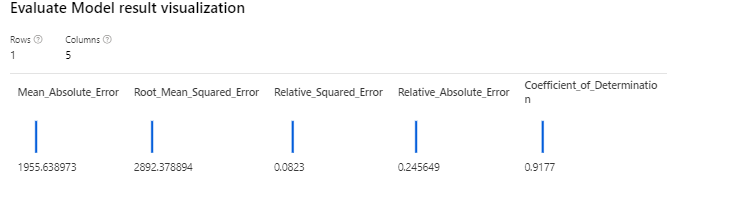 Evaluate Model result visualization
Rows ? Columns ?
1 5
Mean_Absolute_Error Root_Mean_Squared_Error Relative_Squared_Error Relative_Absolute_Error Coefficient_of_Determinatio
n
1955.638973 2892.378894 0.0823 0.245649 0.9177